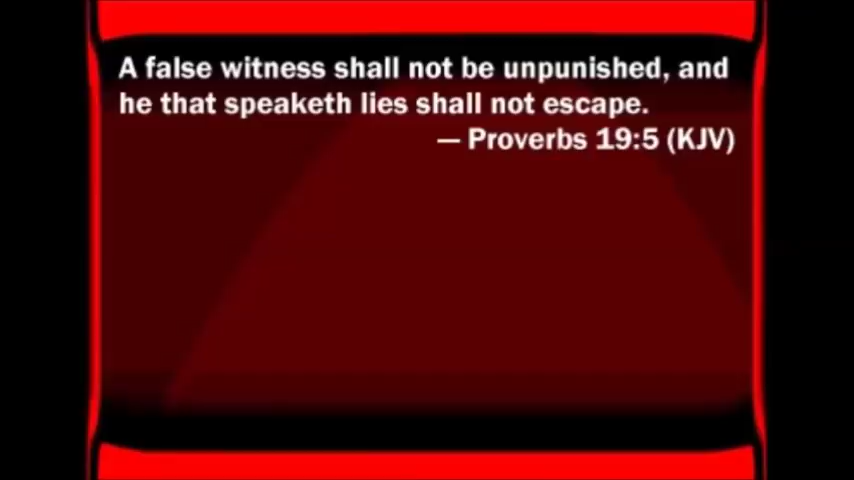 A false witness shall not be unpunished, and
he that speaketh lies shall not escape.
— Proverbs 19:5 (KJV)